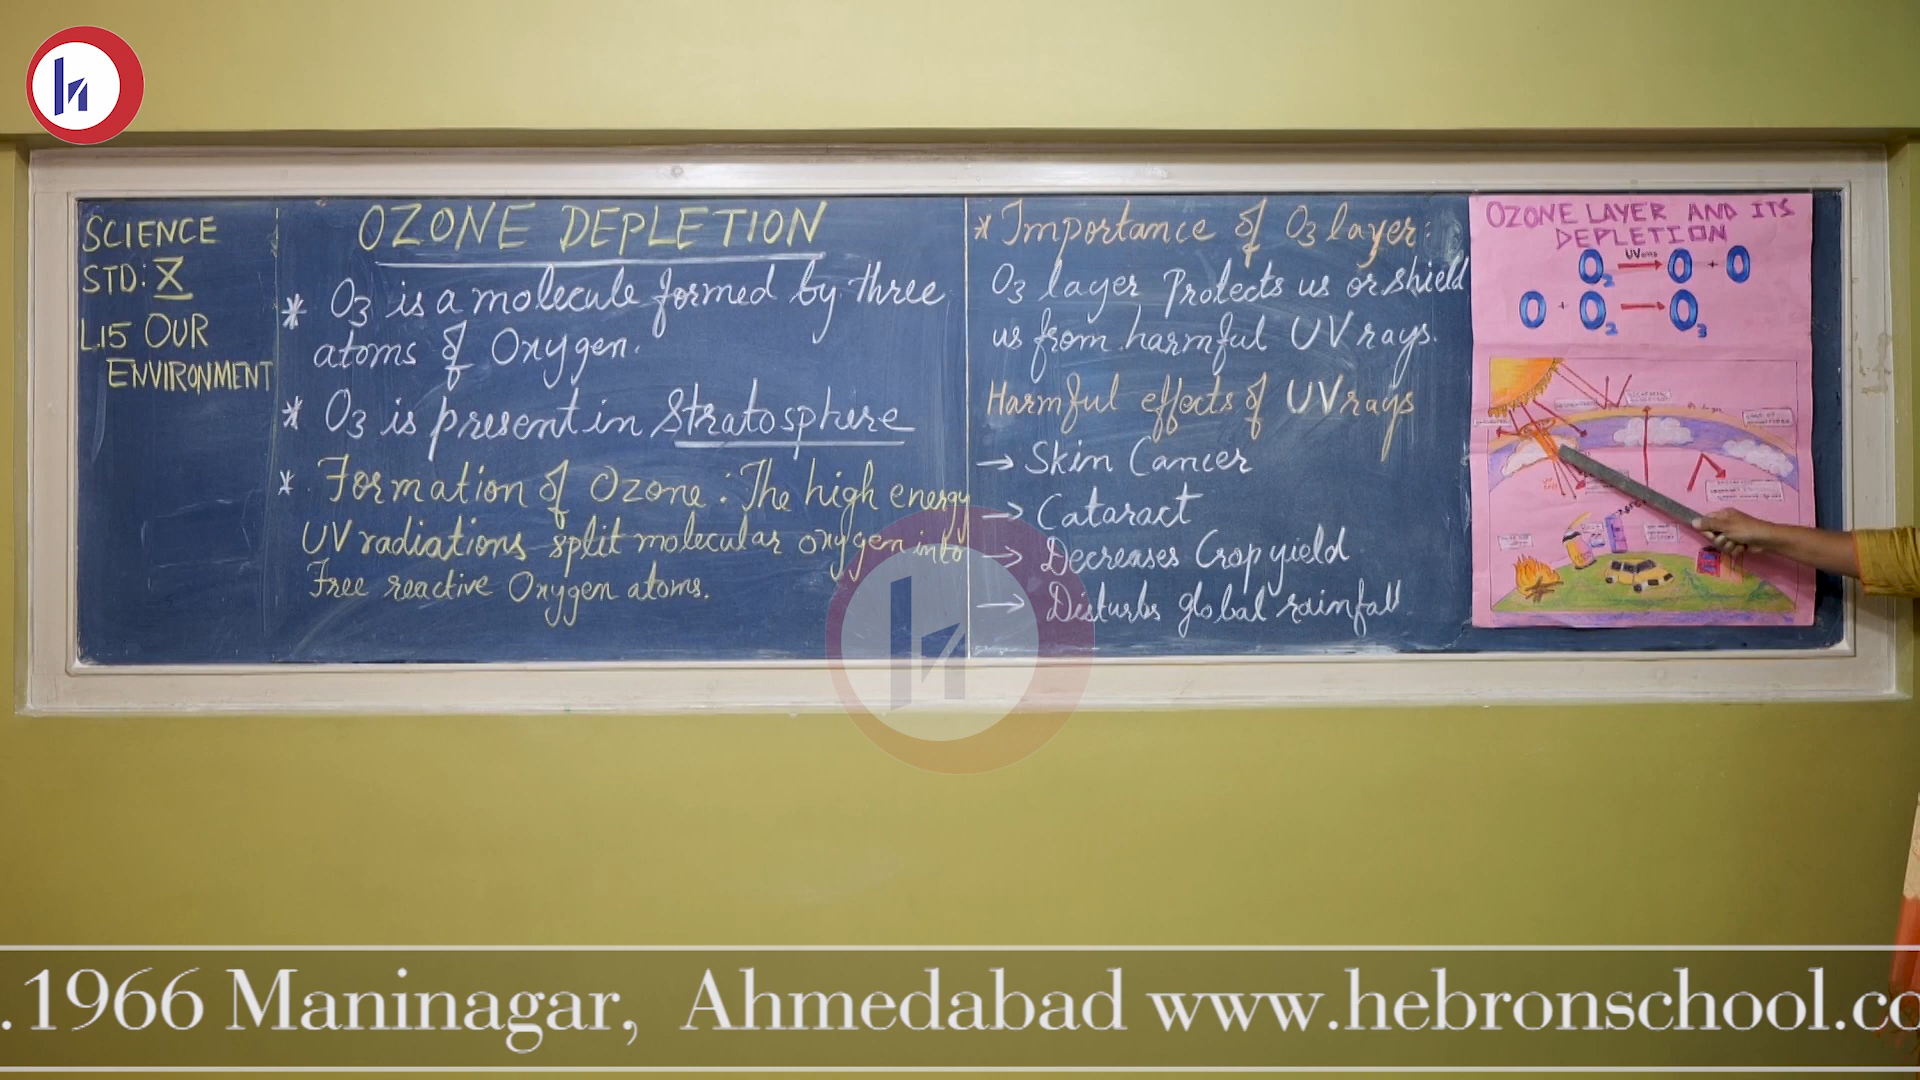 SCIENCE
STD: X
L.15 OUR
ENVIRONMENT
OZONE DEPLETION
* O3 is a molecule formed by three
atoms of Oxygen.
* O3 is present in Stratosphere
* Formation of Ozone : The high energy
UV radiations split molecular oxygen into
Free reactive Oxygen atoms.
* Importance of O3 layer:
O3 layer Protects us or shield
us from harmful UV rays.
Harmful effects of UV rays
→ Skin Cancer
→ Cataract
→ Decreases Crop yield
→ Disturbs global rainfall
OZONE LAYER AND ITS
DEPLETION
UV
O2 → O + O
O + O2 → O3
.1966 Maninagar, Ahmedabad www.hebronschool.co